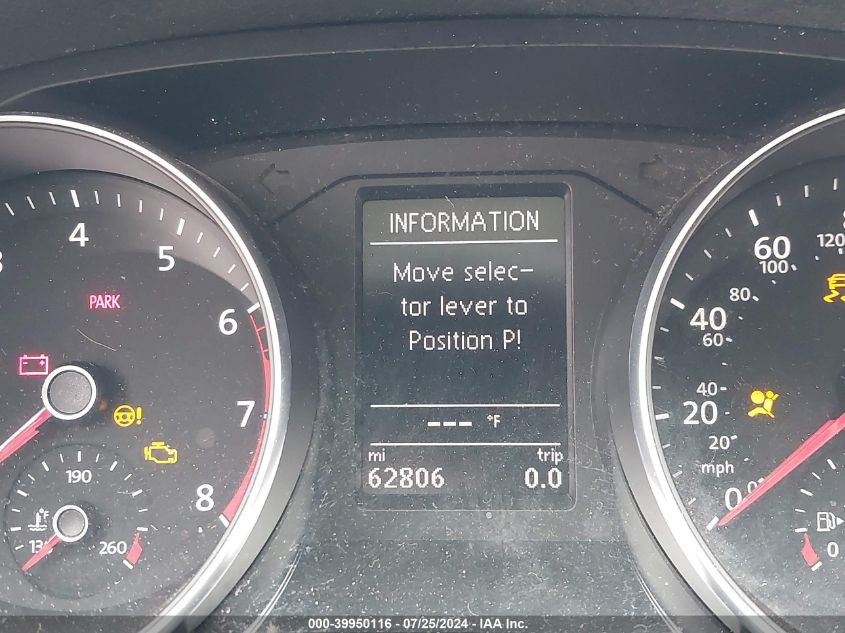 INFORMATION
Move selec-
tor lever to
Position P!
--- °F
mi trip
62806 0.0
4
5
6
7
8
PARK
190
260
°F
60
40
20
0
mph
120
100
80
60
40
20
0
000-39950116 - 07/25/2024 - IAA Inc.